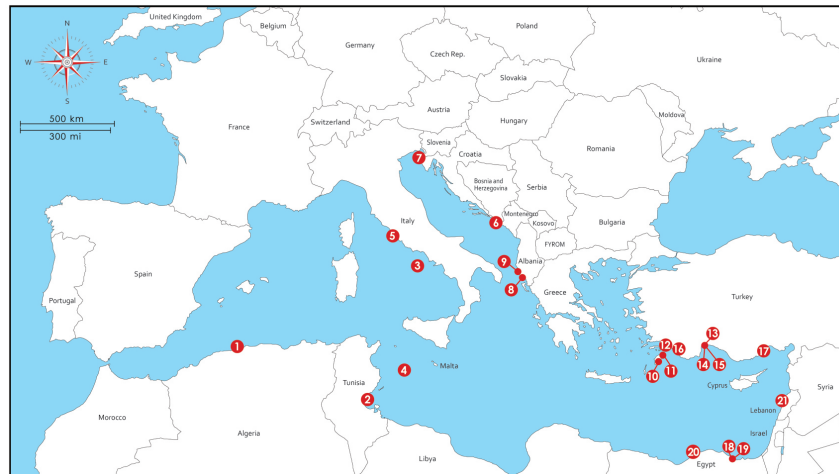 United Kingdom
Belgium
Poland
N
Germany
W
E
Czech Rep.
Ukraine
Slovakia
S
Austria
Moldova
500 km
Hungary
Switzerland
France
300 mi
Slovenia
Romania
7
Croatia
Bosnia and
Herzegovina
Serbia
Montenegro
Italy
6
Kosovo
Bulgaria
5
FYROM
9
Albania
3
Spain
Portugal
8
Greece
Turkey
13
1
12
16
17
4
Malta
14
15
10
11
Tunisia
Cyprus
Syria
2
21
Lebanon
Morocco
Algeria
Israel
18
19
Libya
20
Egypt